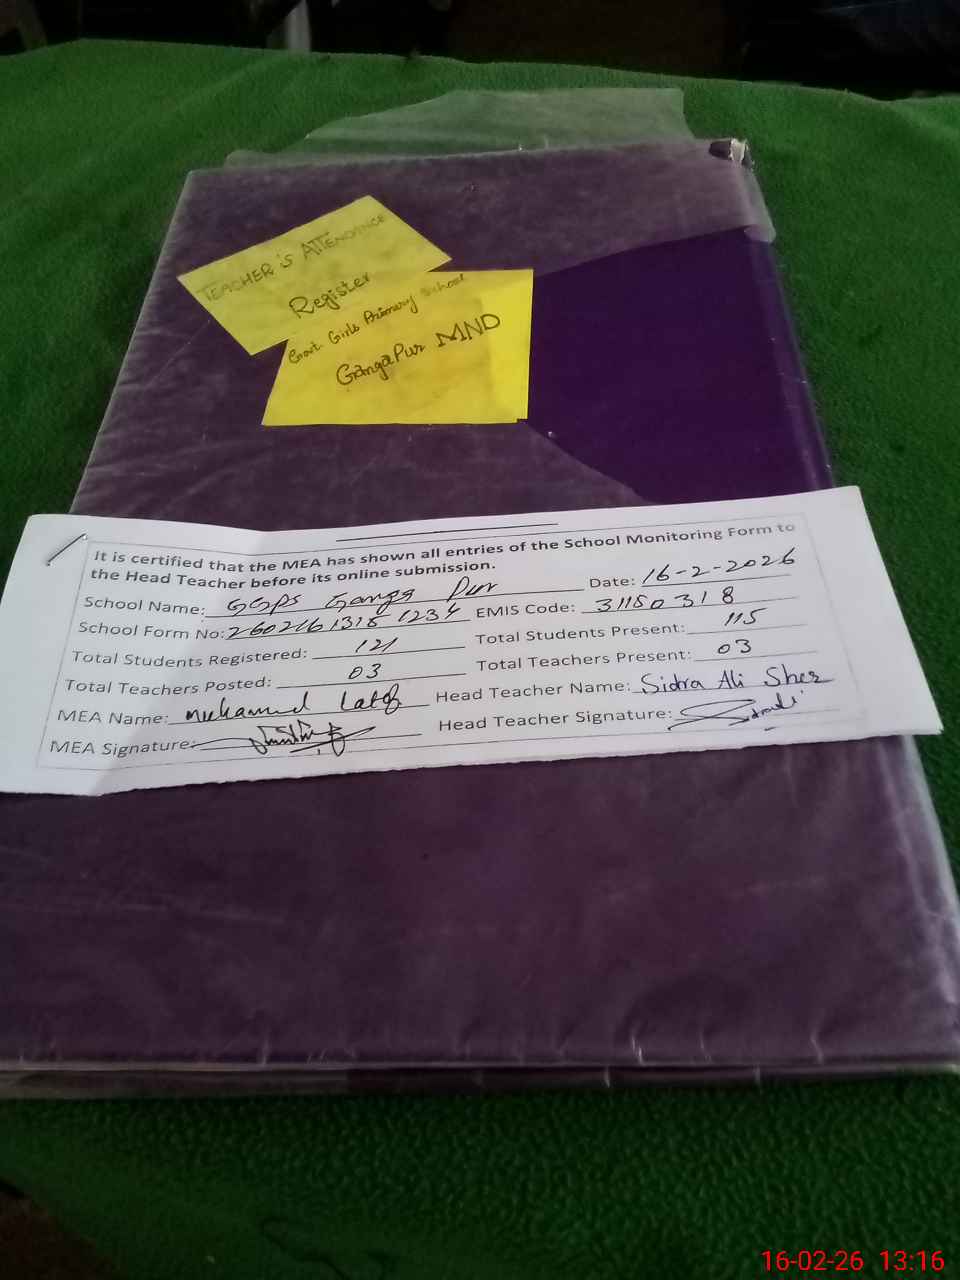 TEACHER'S ATTENDANCE
Register
Govt. Girls Primary School
GangaPur MND
It is certified that the MEA has shown all entries of the School Monitoring Form to
the Head Teacher before its online submission.
School Name: GGPS Ganga Pur Date: 16-2-2026
School Form No: EMIS Code: 31150318
Total Students Registered: 121 Total Students Present: 115
Total Teachers Posted: 03 Total Teachers Present: 03
MEA Name: Muhammad Latif Head Teacher Name: Sidra Ali Sher
MEA Signature: Head Teacher Signature:
16-02-26 13:16